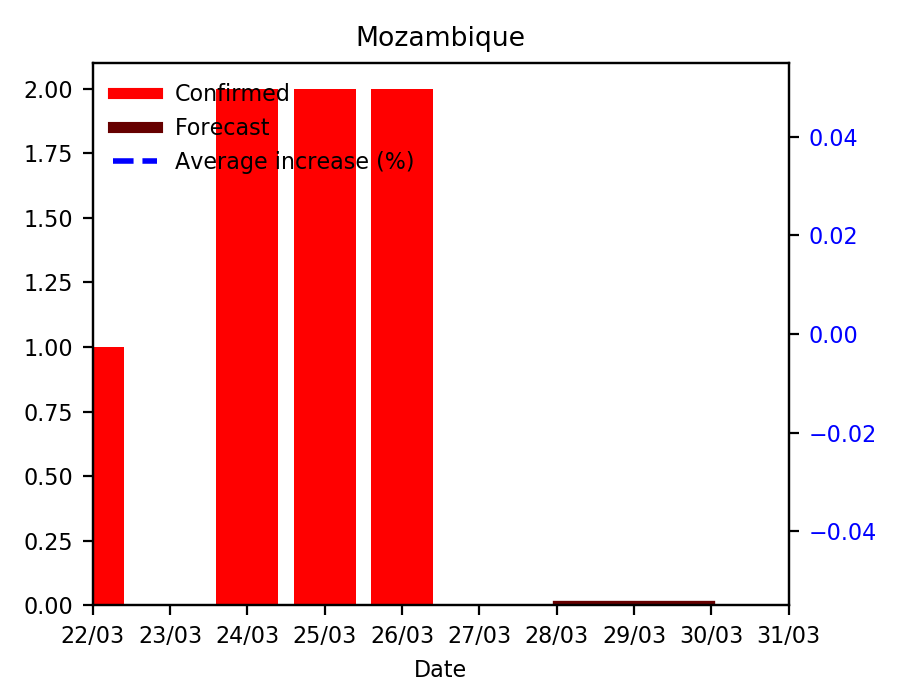 Mozambique
Confirmed
Forecast
Average increase (%)
2.00
1.75
1.50
1.25
1.00
0.75
0.50
0.25
0.00
0.04
0.02
0.00
−0.02
−0.04
22/03 23/03 24/03 25/03 26/03 27/03 28/03 29/03 30/03 31/03
Date